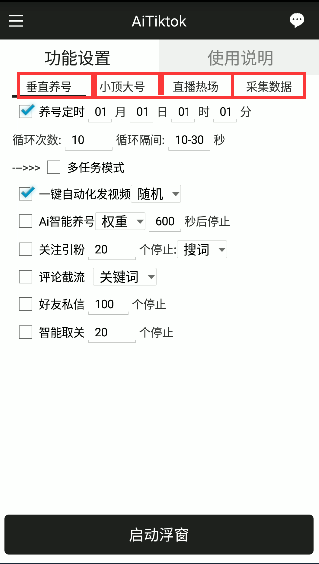 AiTiktok
功能设置 使用说明
垂直养号 小顶大号 直播热场 采集数据
养号定时 01 月 01 日 01 时 01 分
循环次数: 10 循环隔间: 10-30 秒
--->>> 多任务模式
一键自动化发视频 随机
Ai智能养号 权重 600 秒后停止
关注引粉 20 个停止: 搜词
评论截流 关键词
好友私信 100 个停止
智能取关 20 个停止
启动浮窗